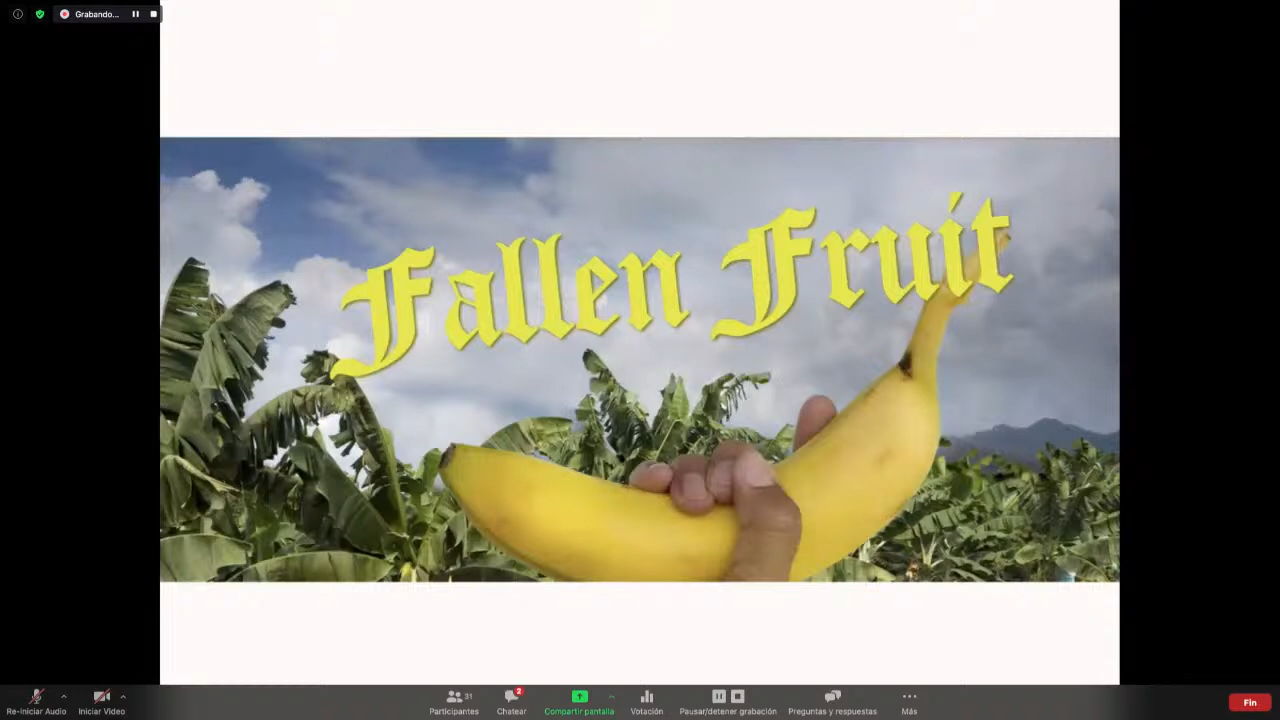 Grabando...
Fallen Fruit
Re-iniciar Audio
Iniciar Video
Participantes
31
Chatear
2
Compartir pantalla
Votación
Pausar/detener grabación
Preguntas y respuestas
Más
Fin